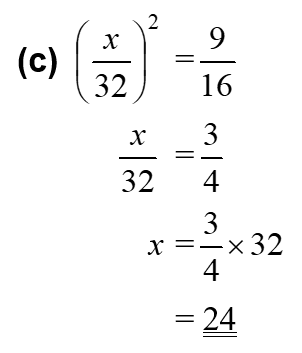 (c) (x/32)² = 9/16
x/32 = 3/4
x = 3/4 × 32
= 24